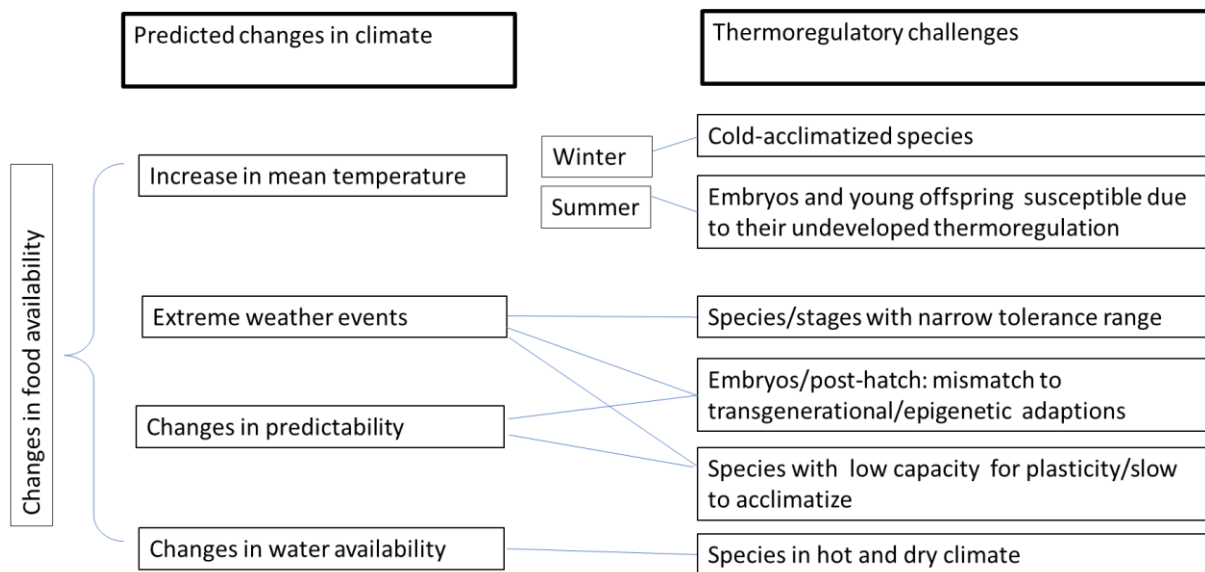 Predicted changes in climate
Thermoregulatory challenges
Changes in food availability
Increase in mean temperature
Winter
Summer
Cold-acclimatized species
Embryos and young offspring susceptible due
to their undeveloped thermoregulation
Extreme weather events
Species/stages with narrow tolerance range
Changes in predictability
Embryos/post-hatch: mismatch to
transgenerational/epigenetic adaptions
Species with low capacity for plasticity/slow
to acclimatize
Changes in water availability
Species in hot and dry climate